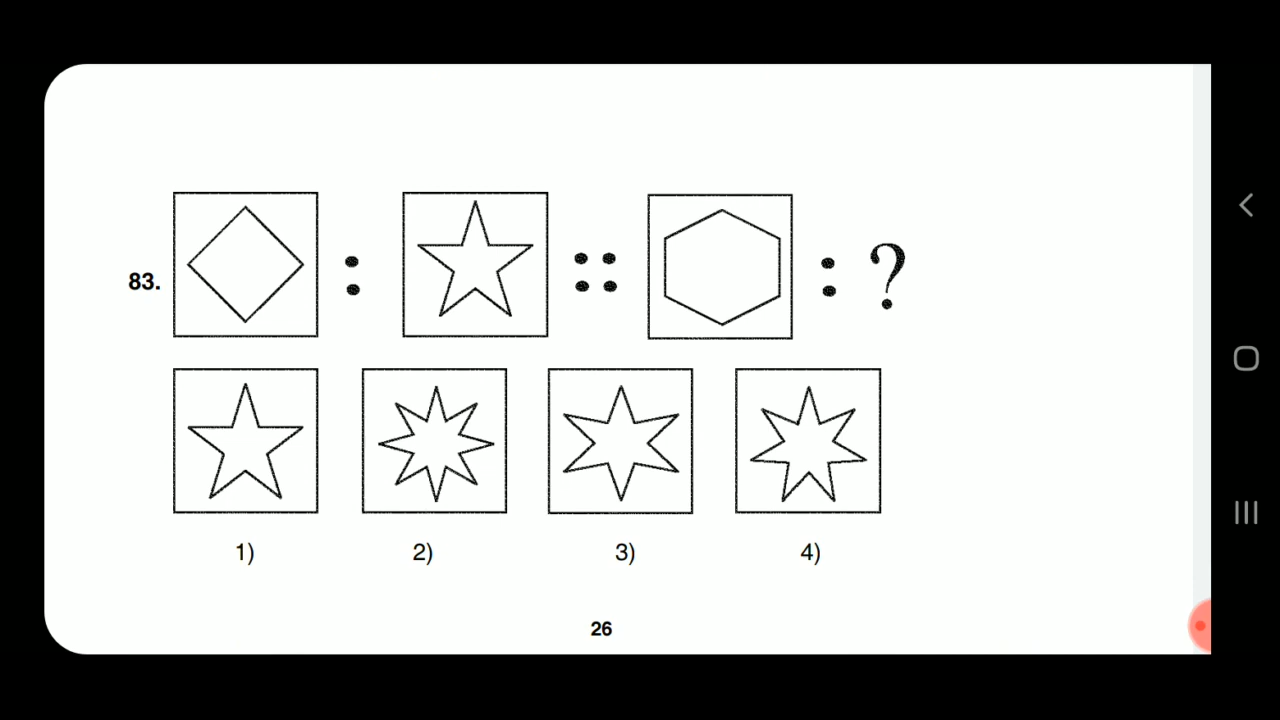 83. : :: : ?
1) 2) 3) 4)
26